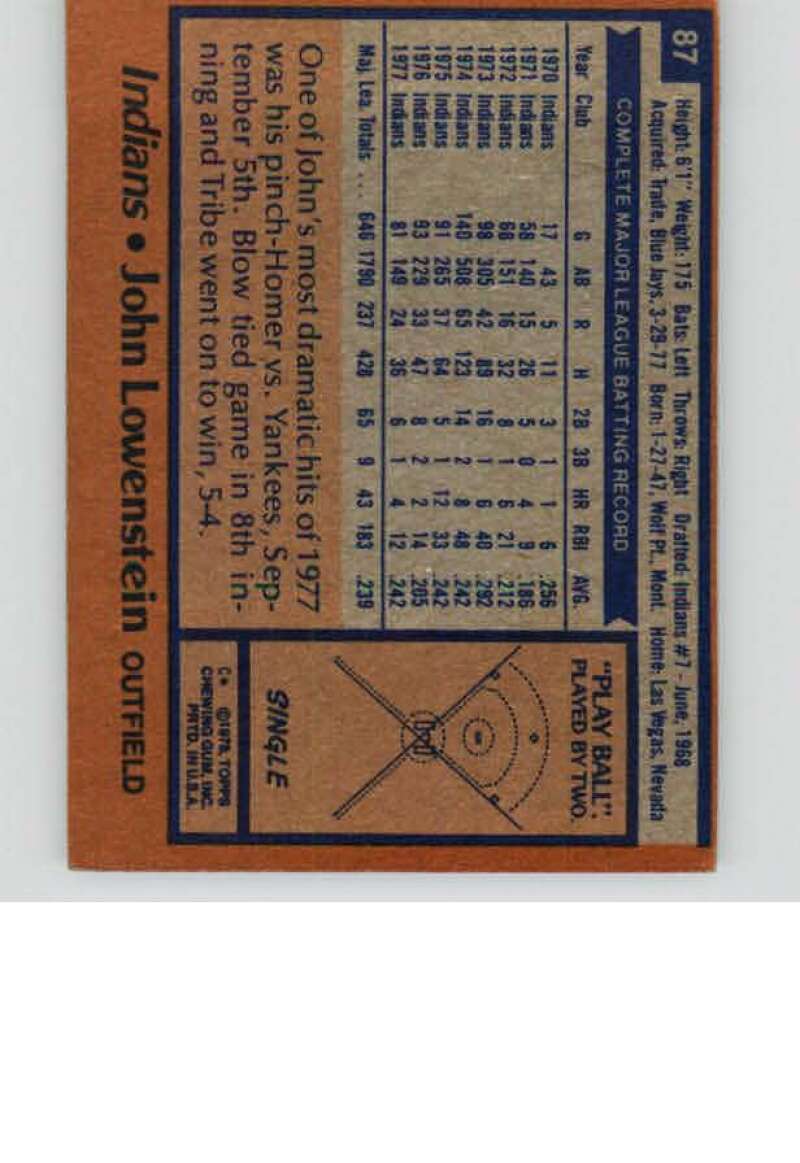 87
Height: 6'1" Weight: 175 Bats: Left Throws: Right Drafted: Indians #7 - June, 1968
Acquired: Trade, Blue Jays, 3-29-77 Born: 1-27-47, Wolf Pt., Mont. Home: Las Vegas, Nevada
COMPLETE MAJOR LEAGUE BATTING RECORD
Year Club G AB R H 2B 3B HR RBI AVG.
1970 Indians 17 43 5 11 3 1 1 6 .256
1971 Indians 58 140 15 26 5 0 4 9 .186
1972 Indians 68 151 16 32 8 1 6 21 .212
1973 Indians 98 305 42 89 16 1 6 40 .292
1974 Indians 140 508 65 123 14 2 8 48 .242
1975 Indians 91 265 37 64 5 1 12 33 .242
1976 Indians 93 229 33 47 8 2 2 14 .205
1977 Indians 81 149 24 36 6 1 4 12 .242
Maj. Lea. Totals . . . 646 1790 237 428 65 9 43 183 .239
One of John's most dramatic hits of 1977
was his pinch-Homer vs. Yankees, Sep-
tember 5th. Blow tied game in 8th in-
ning and Tribe went on to win, 5-4.
"PLAY BALL":
PLAYED BY TWO.
SINGLE
C* ©1978, TOPPS
CHEWING GUM, INC.
PRTD. IN U.S.A.
Indians • John Lowenstein OUTFIELD